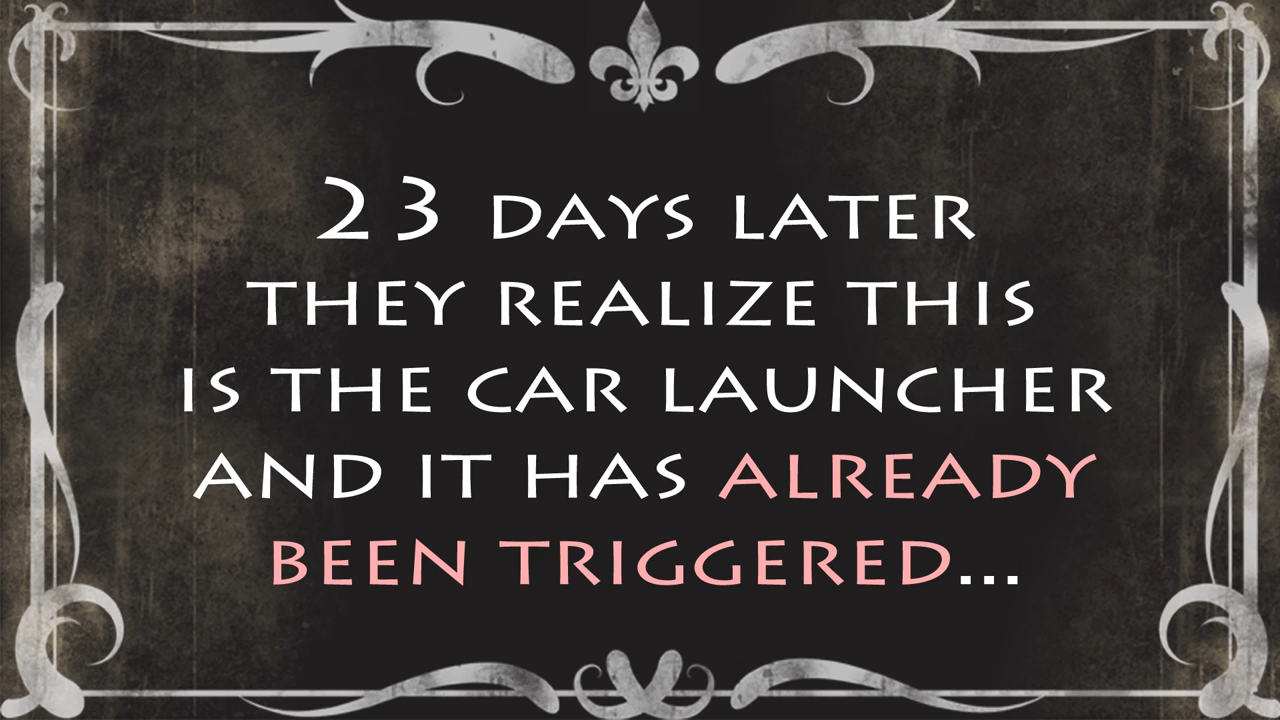 23 DAYS LATER
THEY REALIZE THIS
IS THE CAR LAUNCHER
AND IT HAS ALREADY
BEEN TRIGGERED...